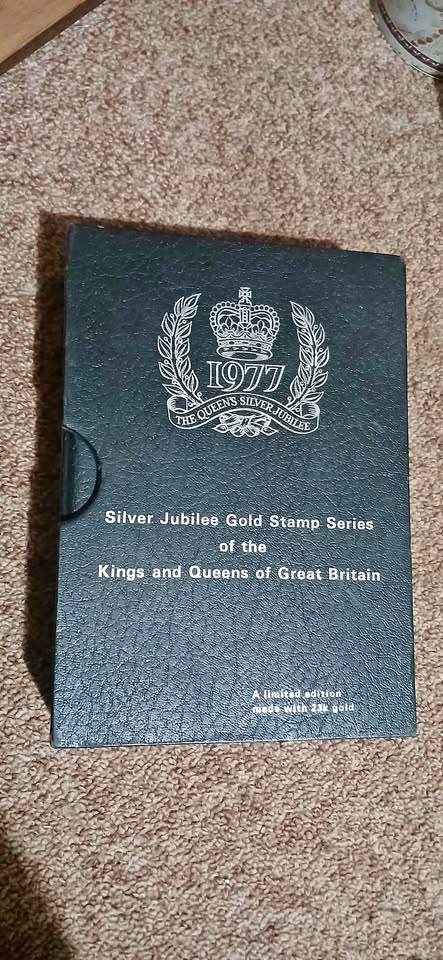 1977
THE QUEEN'S SILVER JUBILEE
Silver Jubilee Gold Stamp Series
of the
Kings and Queens of Great Britain
A limited edition
made with 23k gold